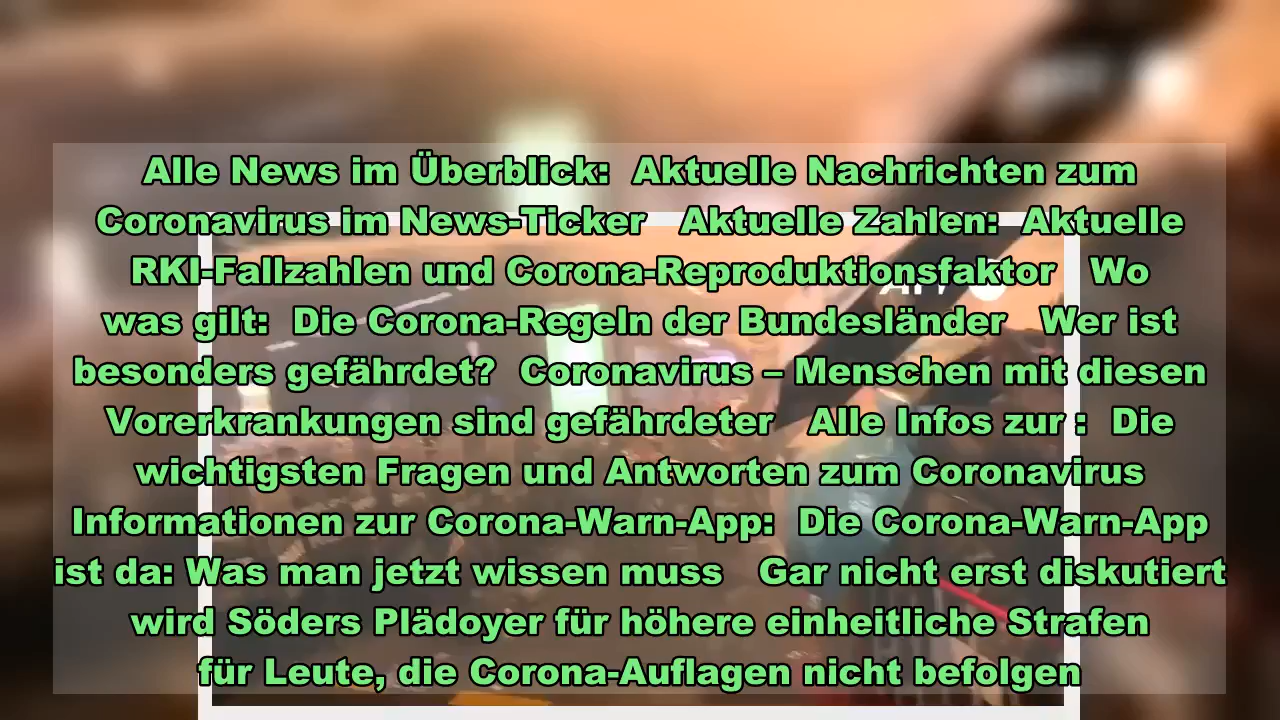 Alle News im Überblick:  Aktuelle Nachrichten zum
Coronavirus im News-Ticker   Aktuelle Zahlen:  Aktuelle
RKI-Fallzahlen und Corona-Reproduktionsfaktor   Wo
was gilt:  Die Corona-Regeln der Bundesländer   Wer ist
besonders gefährdet?  Coronavirus – Menschen mit diesen
Vorerkrankungen sind gefährdeter   Alle Infos zur :  Die
wichtigsten Fragen und Antworten zum Coronavirus
Informationen zur Corona-Warn-App:  Die Corona-Warn-App
ist da: Was man jetzt wissen muss   Gar nicht erst diskutiert
wird Söders Plädoyer für höhere einheitliche Strafen
für Leute, die Corona-Auflagen nicht befolgen